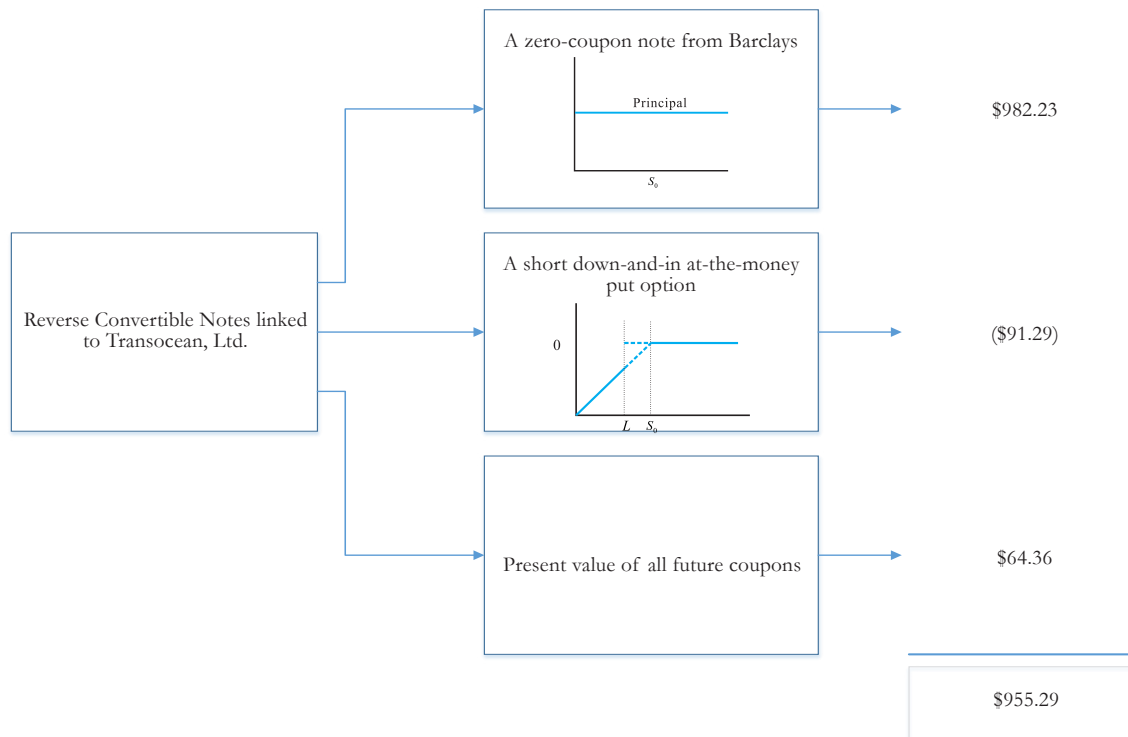 A zero-coupon note from Barclays
Principal
S₀
$982.23
Reverse Convertible Notes linked
to Transocean, Ltd.
A short down-and-in at-the-money
put option
0
L S₀
($91.29)
Present value of all future coupons
$64.36
$955.29